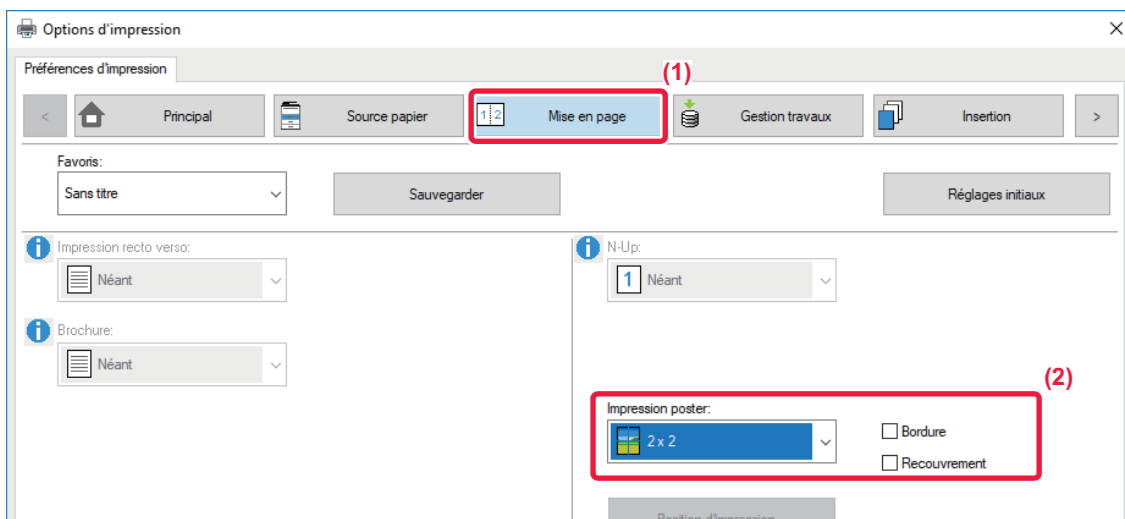 Options d'impression
Préférences d'impression
(1)
<
Principal
Source papier
1 2
Mise en page
Gestion travaux
Insertion
>
Favoris:
Sans titre
Sauvegarder
Réglages initiaux
Impression recto verso:
Néant
N-Up:
1
Néant
Brochure:
Néant
(2)
Impression poster:
2 x 2
Bordure
Recouvrement
Position d'impression